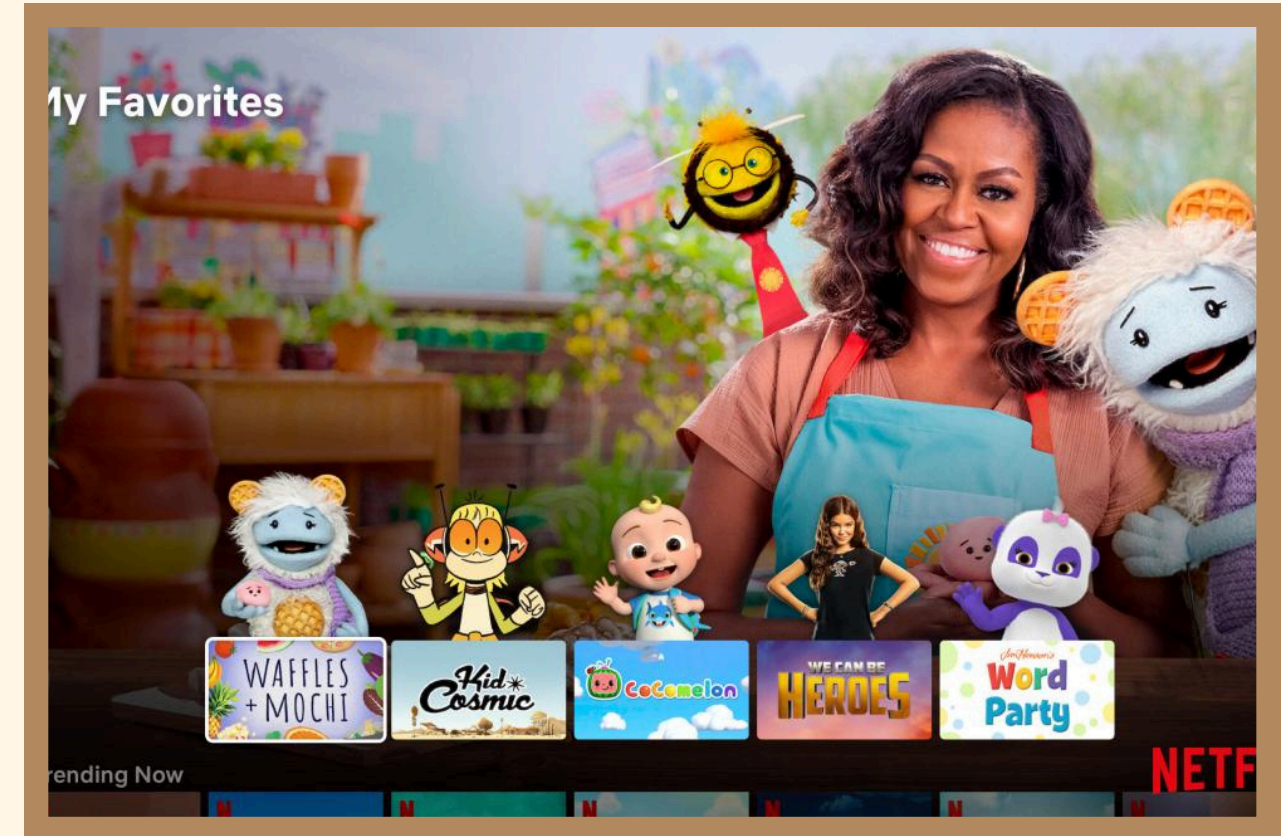 My Favorites
WAFFLES
+ MOCHI
Kid
Cosmic
CoComelon
WE CAN BE
HEROES
Jim Henson's
Word
Party
rending Now
NETF
N
N
N
N
N
N